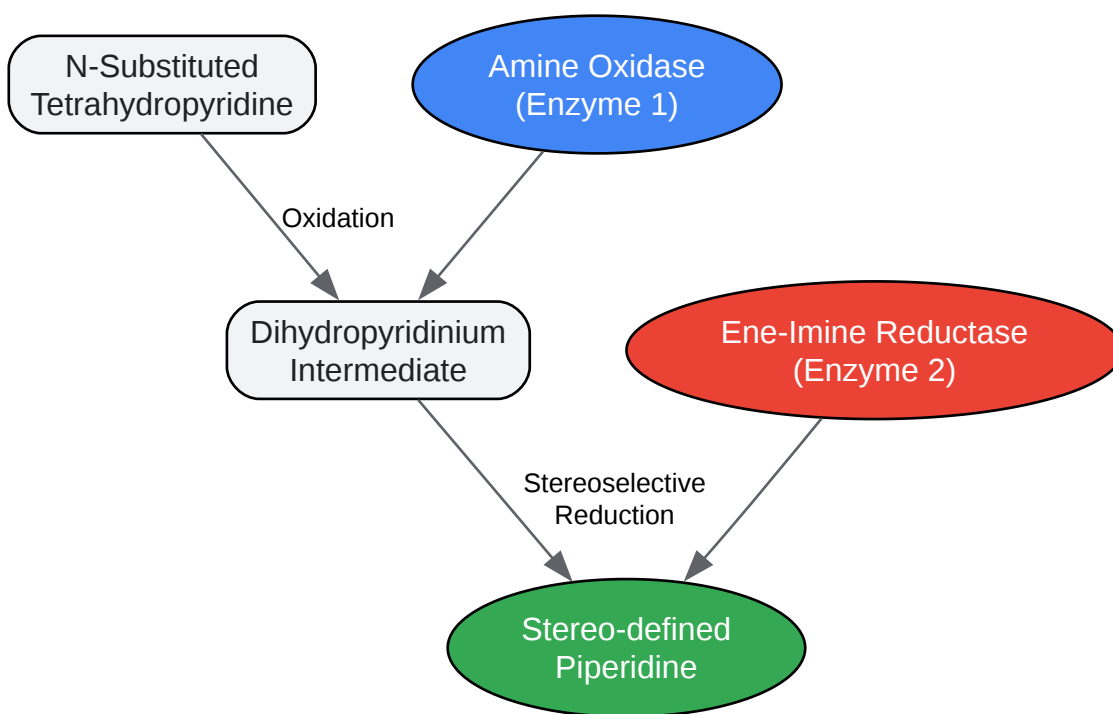 N-Substituted
Tetrahydropyridine
Amine Oxidase
(Enzyme 1)
Oxidation
Dihydropyridinium
Intermediate
Ene-Imine Reductase
(Enzyme 2)
Stereoselective
Reduction
Stereo-defined
Piperidine